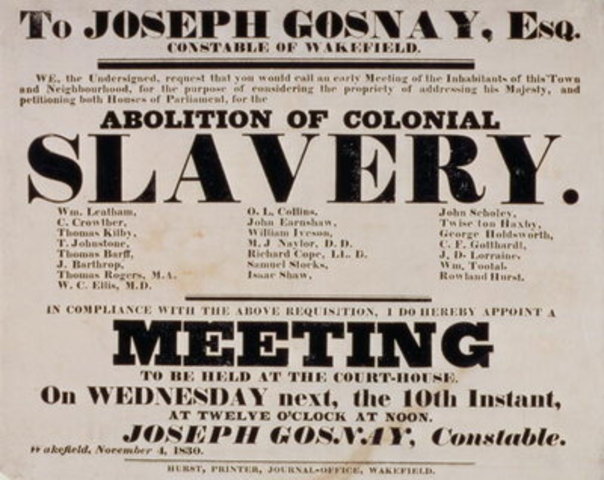 To JOSEPH GOSNAY, Esq.
CONSTABLE OF WAKEFIELD.
WE, the Undersigned, request that you would call an early Meeting of the Inhabitants of this Town
and Neighbourhood, for the purpose of considering the propriety of addressing his Majesty, and
petitioning both Houses of Parliament, for the
ABOLITION OF COLONIAL
SLAVERY.
Wm. Leatham,
C. Crowther,
Thomas Kilby,
T. Johnstone,
Thomas Barff,
J. Barthrop,
Thomas Rogers, M.A.
W. C. Ellis, M.D.
O. L. Collins,
John Earnshaw,
William Iveson,
M. J Naylor, D. D.
Richard Cope, LL. D.
Samuel Stocks,
Isaac Shaw,
John Scholey,
Twiseton Haxby,
George Holdsworth,
C. F. Gotthardt,
J. D. Lorraine,
Wm. Tootal,
Rowland Hurst.
IN COMPLIANCE WITH THE ABOVE REQUISITION, I DO HEREBY APPOINT A
MEETING
TO BE HELD AT THE COURT-HOUSE,
On WEDNESDAY next, the 10th Instant,
AT TWELVE O'CLOCK AT NOON.
JOSEPH GOSNAY, Constable.
Wakefield, November 4, 1830.
HURST, PRINTER, JOURNAL-OFFICE, WAKEFIELD.